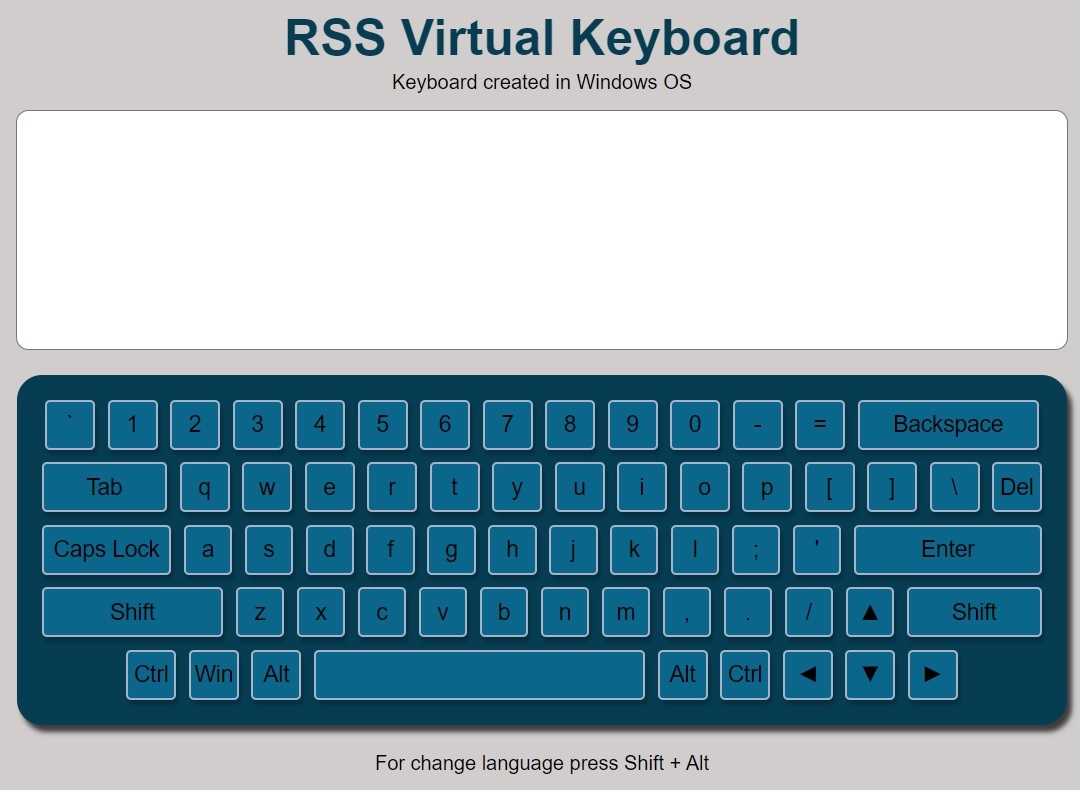 RSS Virtual Keyboard
Keyboard created in Windows OS
` 1 2 3 4 5 6 7 8 9 0 - = Backspace
Tab q w e r t y u i o p [ ] \ Del
Caps Lock a s d f g h j k l ; ' Enter
Shift z x c v b n m , . / ▲ Shift
Ctrl Win Alt Alt Ctrl ◄ ▼ ►
For change language press Shift + Alt